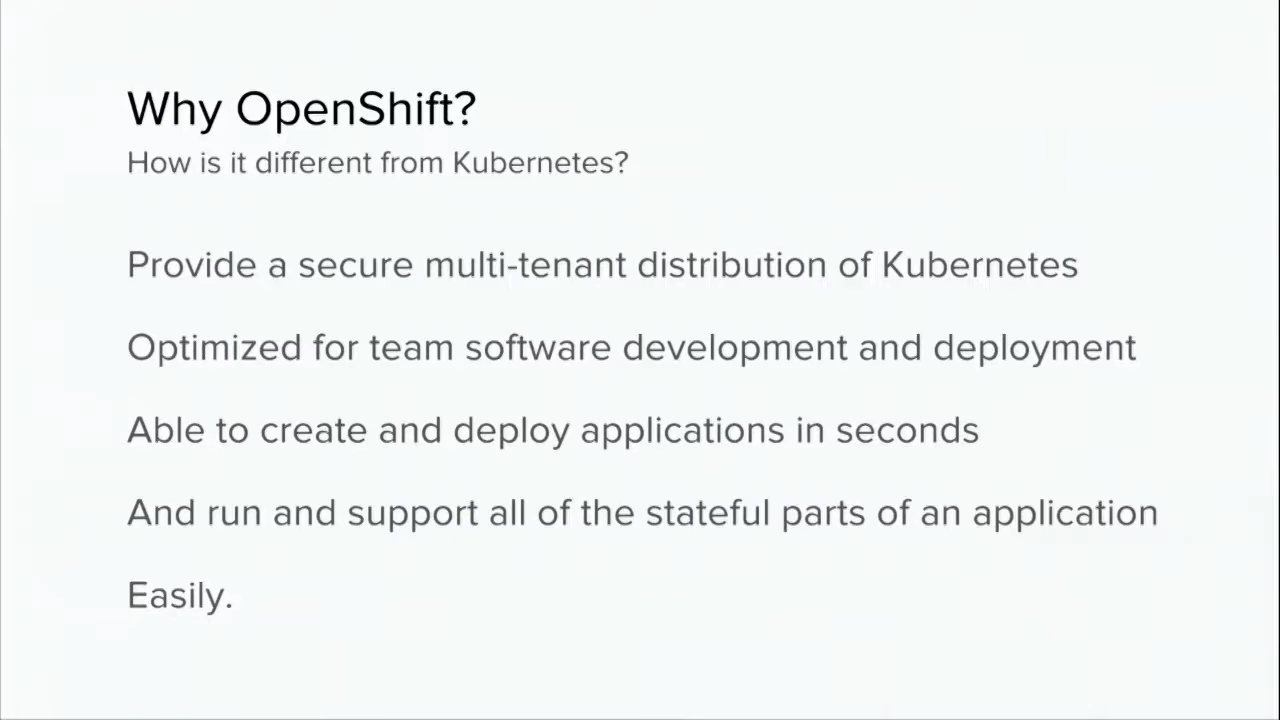 Why OpenShift?
How is it different from Kubernetes?
Provide a secure multi-tenant distribution of Kubernetes
Optimized for team software development and deployment
Able to create and deploy applications in seconds
And run and support all of the stateful parts of an application
Easily.